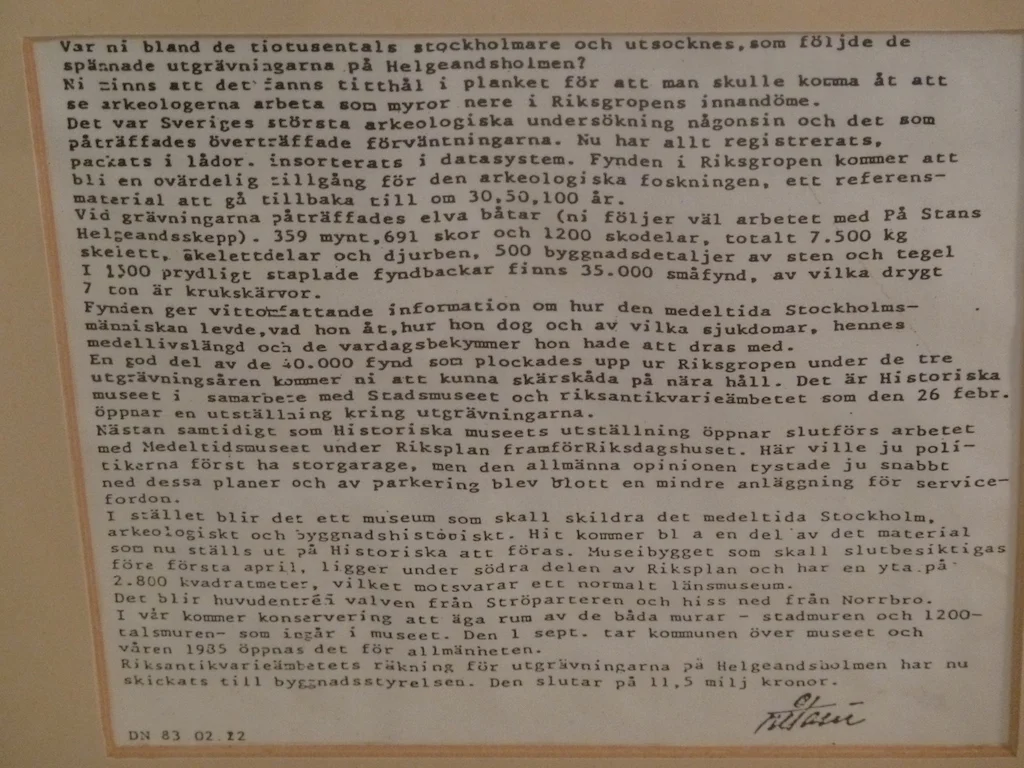 Var ni bland de tiotusentals stockholmare och utsocknes,som följde de
spännade utgrävningarna på Helgeandsholmen?
Ni minns att det fanns titthål i planket för att man skulle komma åt att
se arkeologerna arbeta som myror nere i Riksgropens innandöme.
Det var Sveriges största arkeologiska undersökning någonsin och det som
påträffades överträffade förväntningarna. Nu har allt registrerats,
packats i lådor. insorterats i datasystem. Fynden i Riksgropen kommer att
bli en ovärdelig tillgång för den arkeologiska foskningen, ett referens-
material att gå tillbaka till om 30,50,100 år.
Vid grävningarna påträffades elva båtar (ni följer väl arbetet med På Stans
Helgeandsskepp). 359 mynt,691 skor och 1200 skodelar, totalt 7.500 kg
skelett, skelettdelar och djurben, 500 byggnadsdetaljer av sten och tegel
I 1300 prydligt staplade fyndbackar finns 35.000 småfynd, av vilka drygt
7 ton är krukskärvor.
Fynden ger vittomfattande information om hur den medeltida Stockholms-
människan levde,vad hon åt,hur hon dog och av vilka sjukdomar, hennes
medellivslängd och de vardagsbekymmer hon hade att dras med.
En god del av de 40.000 fynd som plockades upp ur Riksgropen under de tre
utgrävningsåren kommer ni att kunna skärskåda på nära håll. Det är Historiska
museet i samarbete med Stadsmuseet och riksantikvarieämbetet som den 26 febr.
öppnar en utställning kring utgrävningarna.
Nästan samtidigt som Historiska museets utställning öppnar slutförs arbetet
med Medeltidsmuseet under Riksplan framförRiksdagshuset. Här ville ju poli-
tikerna först ha storgarage, men den allmänna opinionen tystade ju snabbt
ned dessa planer och av parkering blev blott en mindre anläggning för service-
fordon.
I stället blir det ett museum som skall skildra det medeltida Stockholm,
arkeologiskt och byggnadshistoriskt. Hit kommer bl a en del av det material
som nu ställs ut på Historiska att föras. Museibygget som skall slutbesiktigas
före första april, ligger under södra delen av Riksplan och har en yta på
2.800 kvadratmeter, vilket motsvarar ett normalt länsmuseum.
Det blir huvudentréi valven från Ströparteren och hiss ned från Norrbro.
I vår kommer konservering att äga rum av de båda murar - stadmuren och 1200-
talsmuren- som ingår i museet. Den 1 sept. tar kommunen över museet och
våren 1985 öppnas det för allmänheten.
Riksantikvarieämbetets räkning för utgrävningarna på Helgeandsholmen har nu
skickats till byggnadsstyrelsen. Den slutar på 11,5 milj kronor.
DN 83 02.22